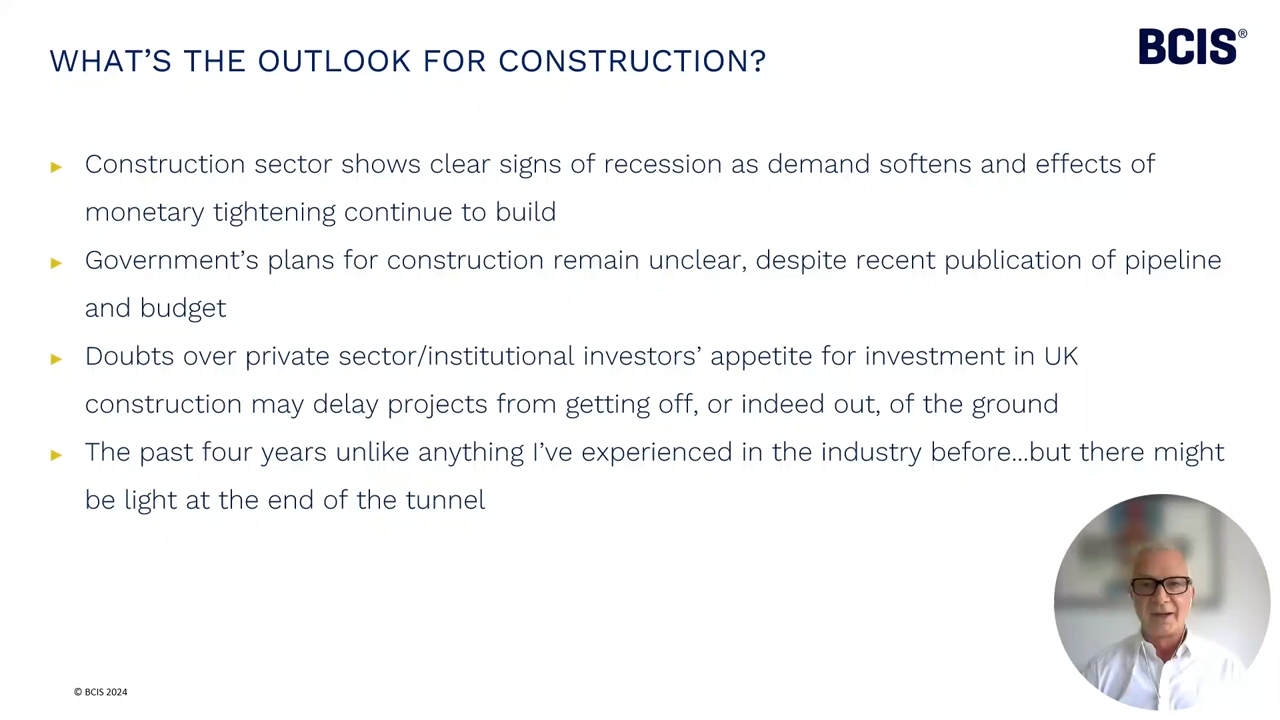 WHAT’S THE OUTLOOK FOR CONSTRUCTION?
BCIS®
► Construction sector shows clear signs of recession as demand softens and effects of
monetary tightening continue to build
► Government’s plans for construction remain unclear, despite recent publication of pipeline
and budget
► Doubts over private sector/institutional investors’ appetite for investment in UK
construction may delay projects from getting off, or indeed out, of the ground
► The past four years unlike anything I’ve experienced in the industry before...but there might
be light at the end of the tunnel
© BCIS 2024